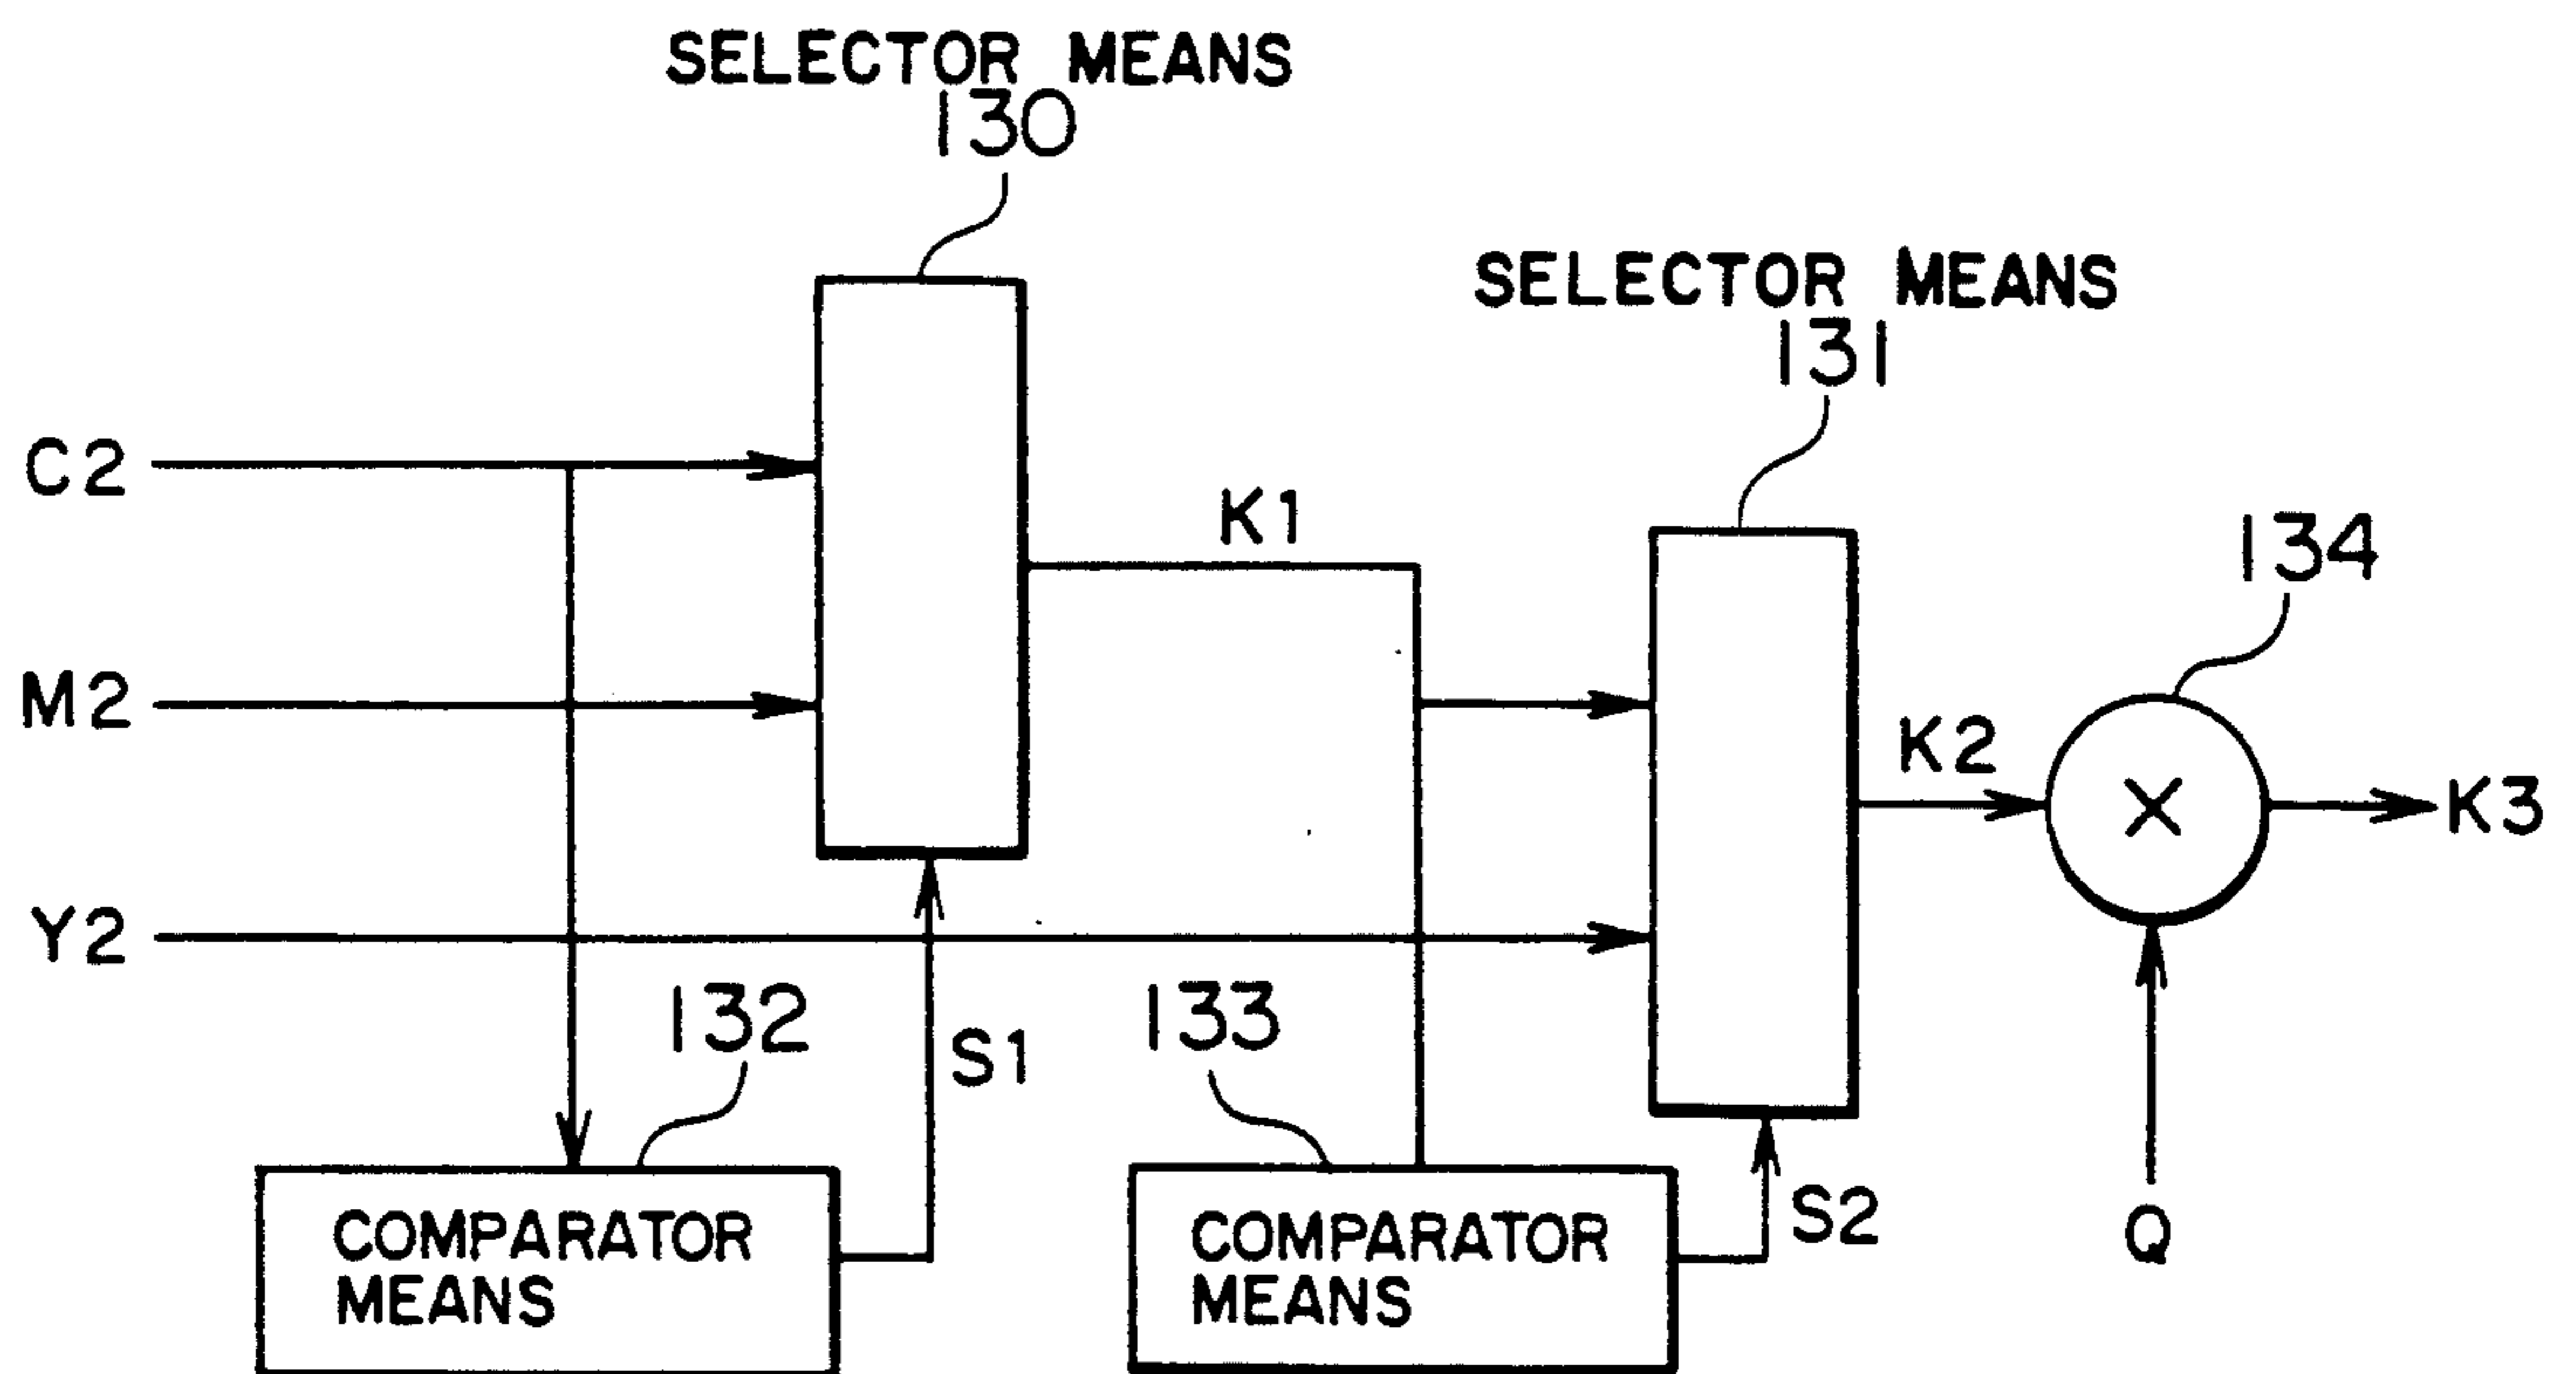 SELECTOR MEANS
130
SELECTOR MEANS
131
C2
K1
134
M2
K2
×
K3
Y2
132
133
S1
S2
COMPARATOR
MEANS
COMPARATOR
MEANS
Q